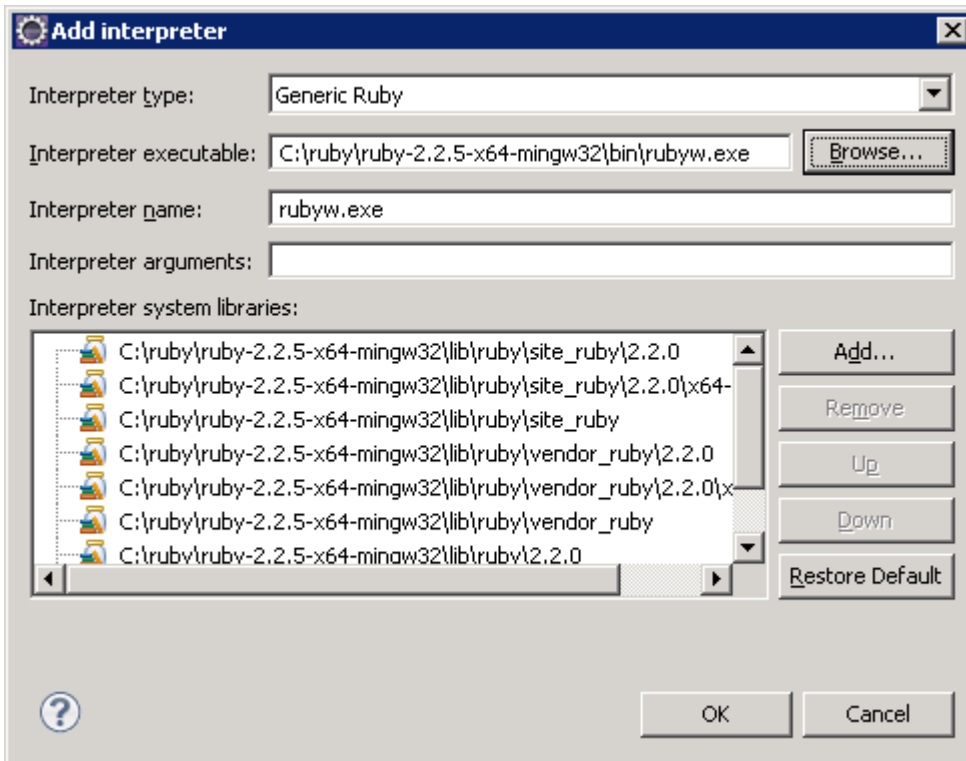 Add interpreter
Interpreter type: Generic Ruby
Interpreter executable: C:\ruby\ruby-2.2.5-x64-mingw32\bin\rubyw.exe Browse...
Interpreter name: rubyw.exe
Interpreter arguments:
Interpreter system libraries:
C:\ruby\ruby-2.2.5-x64-mingw32\lib\ruby\site_ruby\2.2.0
C:\ruby\ruby-2.2.5-x64-mingw32\lib\ruby\site_ruby\2.2.0\x64-
C:\ruby\ruby-2.2.5-x64-mingw32\lib\ruby\site_ruby
C:\ruby\ruby-2.2.5-x64-mingw32\lib\ruby\vendor_ruby\2.2.0
C:\ruby\ruby-2.2.5-x64-mingw32\lib\ruby\vendor_ruby\2.2.0\x
C:\ruby\ruby-2.2.5-x64-mingw32\lib\ruby\vendor_ruby
C:\ruby\ruby-2.2.5-x64-mingw32\lib\ruby\2.2.0
Add...
Remove
Up
Down
Restore Default
?
OK
Cancel